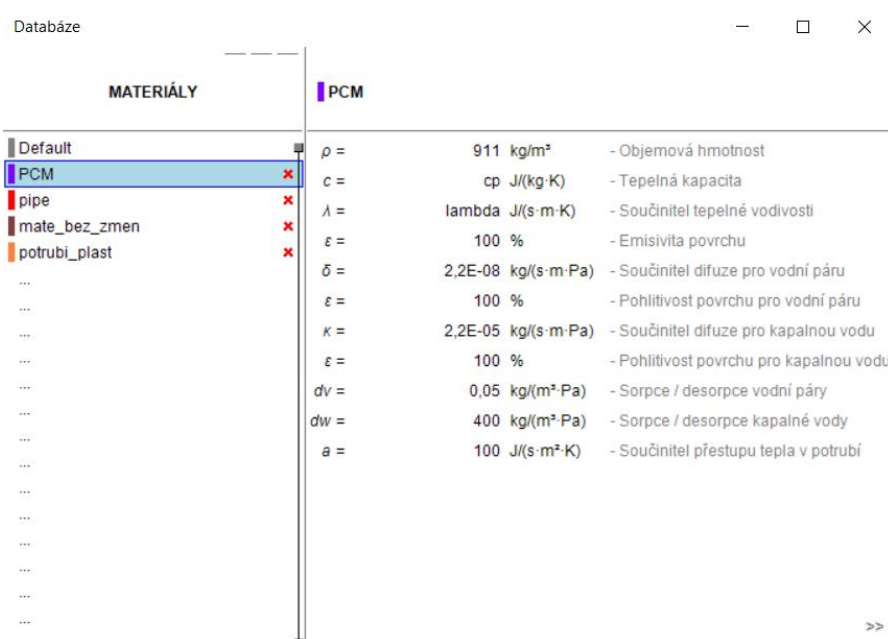 Databáze
MATERIÁLY
Default
PCM
pipe
mate_bez_zmen
potrubi_plast
...
...
...
...
...
...
...
...
...
...
...
...
...
...
PCM
ρ = 911 kg/m³ - Objemová hmotnost
c = cp J/(kg·K) - Tepelná kapacita
λ = lambda J/(s·m·K) - Součinitel tepelné vodivosti
ε = 100 % - Emisivita povrchu
δ = 2,2E-08 kg/(s·m·Pa) - Součinitel difuze pro vodní páru
ε = 100 % - Pohltivost povrchu pro vodní páru
κ = 2,2E-05 kg/(s·m·Pa) - Součinitel difuze pro kapalnou vodu
ε = 100 % - Pohltivost povrchu pro kapalnou vodu
dv = 0,05 kg/(m³·Pa) - Sorpce / desorpce vodní páry
dw = 400 kg/(m³·Pa) - Sorpce / desorpce kapalné vody
a = 100 J/(s·m²·K) - Součinitel přestupu tepla v potrubí
>>